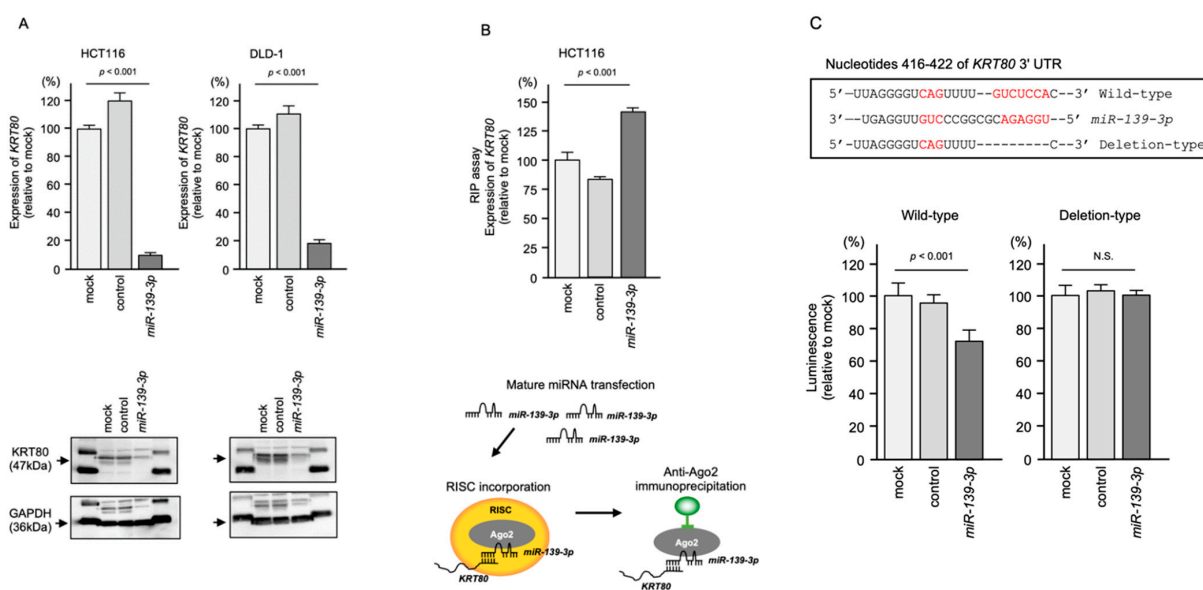 A
HCT116
(%)
p < 0.001
Expression of KRT80
(relative to mock)
120
100
80
60
40
20
0
mock
control
miR-139-3p
DLD-1
(%)
p < 0.001
Expression of KRT80
(relative to mock)
120
100
80
60
40
20
0
mock
control
miR-139-3p
mock
control
miR-139-3p
mock
control
miR-139-3p
KRT80
(47kDa)
GAPDH
(36kDa)
B
HCT116
(%)
p < 0.001
RIP assay
Expression of KRT80
(relative to mock)
150
125
100
75
50
25
0
mock
control
miR-139-3p
Mature miRNA transfection
miR-139-3p
miR-139-3p
miR-139-3p
RISC incorporation
RISC
Ago2
miR-139-3p
KRT80
Anti-Ago2
immunoprecipitation
Ago2
miR-139-3p
KRT80
C
Nucleotides 416-422 of KRT80 3' UTR
5’—UUAGGGGUCAGUUUU--GUCUCCAC--3’ Wild-type
3’--UGAGGUUGUCCCGGCGCAGAGGU--5’ miR-139-3p
5’—UUAGGGGUCAGUUUU---------C--3’ Deletion-type
Wild-type
(%)
p < 0.001
Luminescence
(relative to mock)
120
100
80
60
40
20
0
mock
control
miR-139-3p
Deletion-type
(%)
N.S.
120
100
80
60
40
20
0
mock
control
miR-139-3p